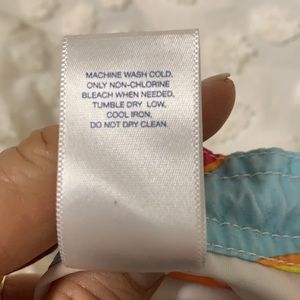 MACHINE WASH COLD,
ONLY NON-CHLORINE
BLEACH WHEN NEEDED,
TUMBLE DRY LOW,
COOL IRON,
DO NOT DRY CLEAN.